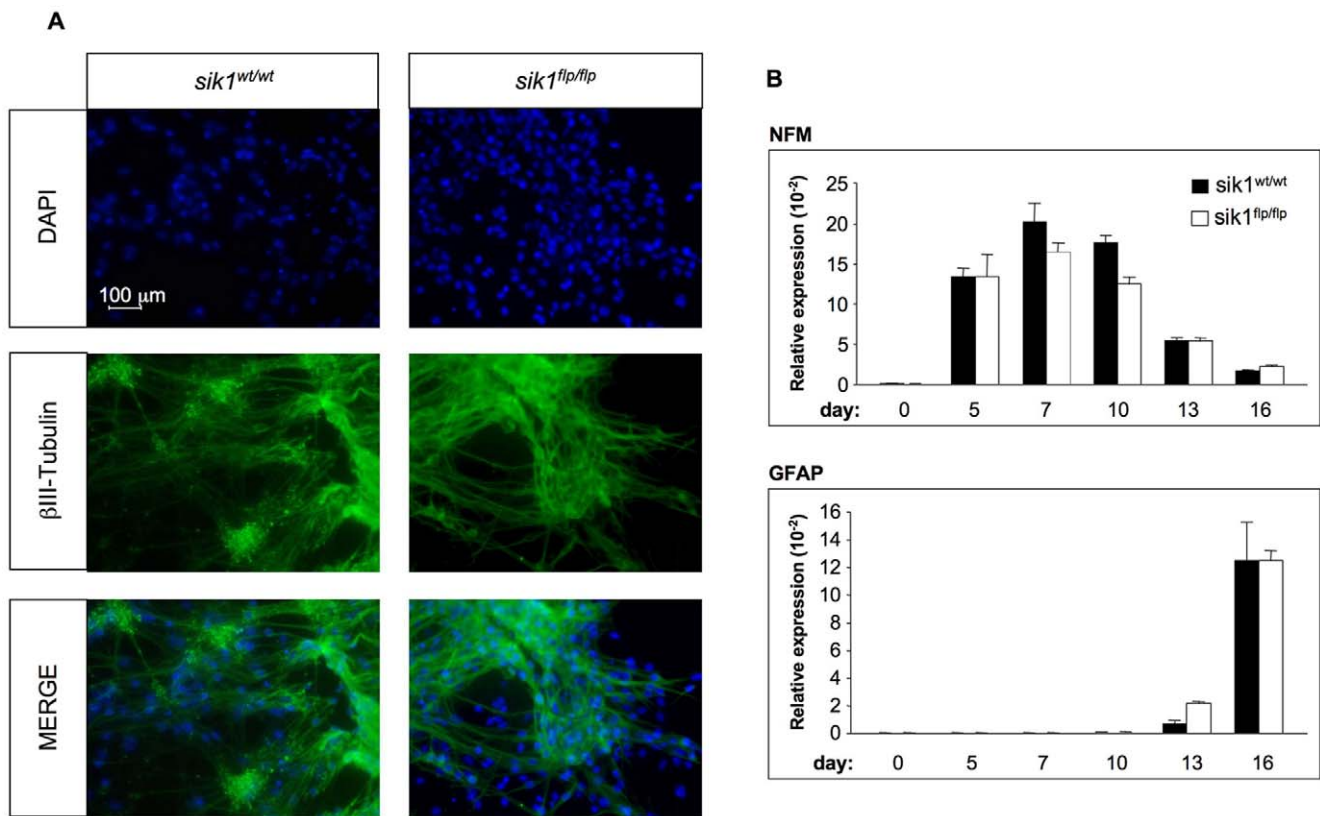 A
sik1wt/wt
sik1flp/flp
DAPI
100 μm
βIII-Tubulin
MERGE
B
NFM
Relative expression (10-2)
25
20
15
10
5
0
sik1wt/wt
sik1flp/flp
day: 0 5 7 10 13 16
GFAP
Relative expression (10-2)
16
14
12
10
8
6
4
2
0
day: 0 5 7 10 13 16